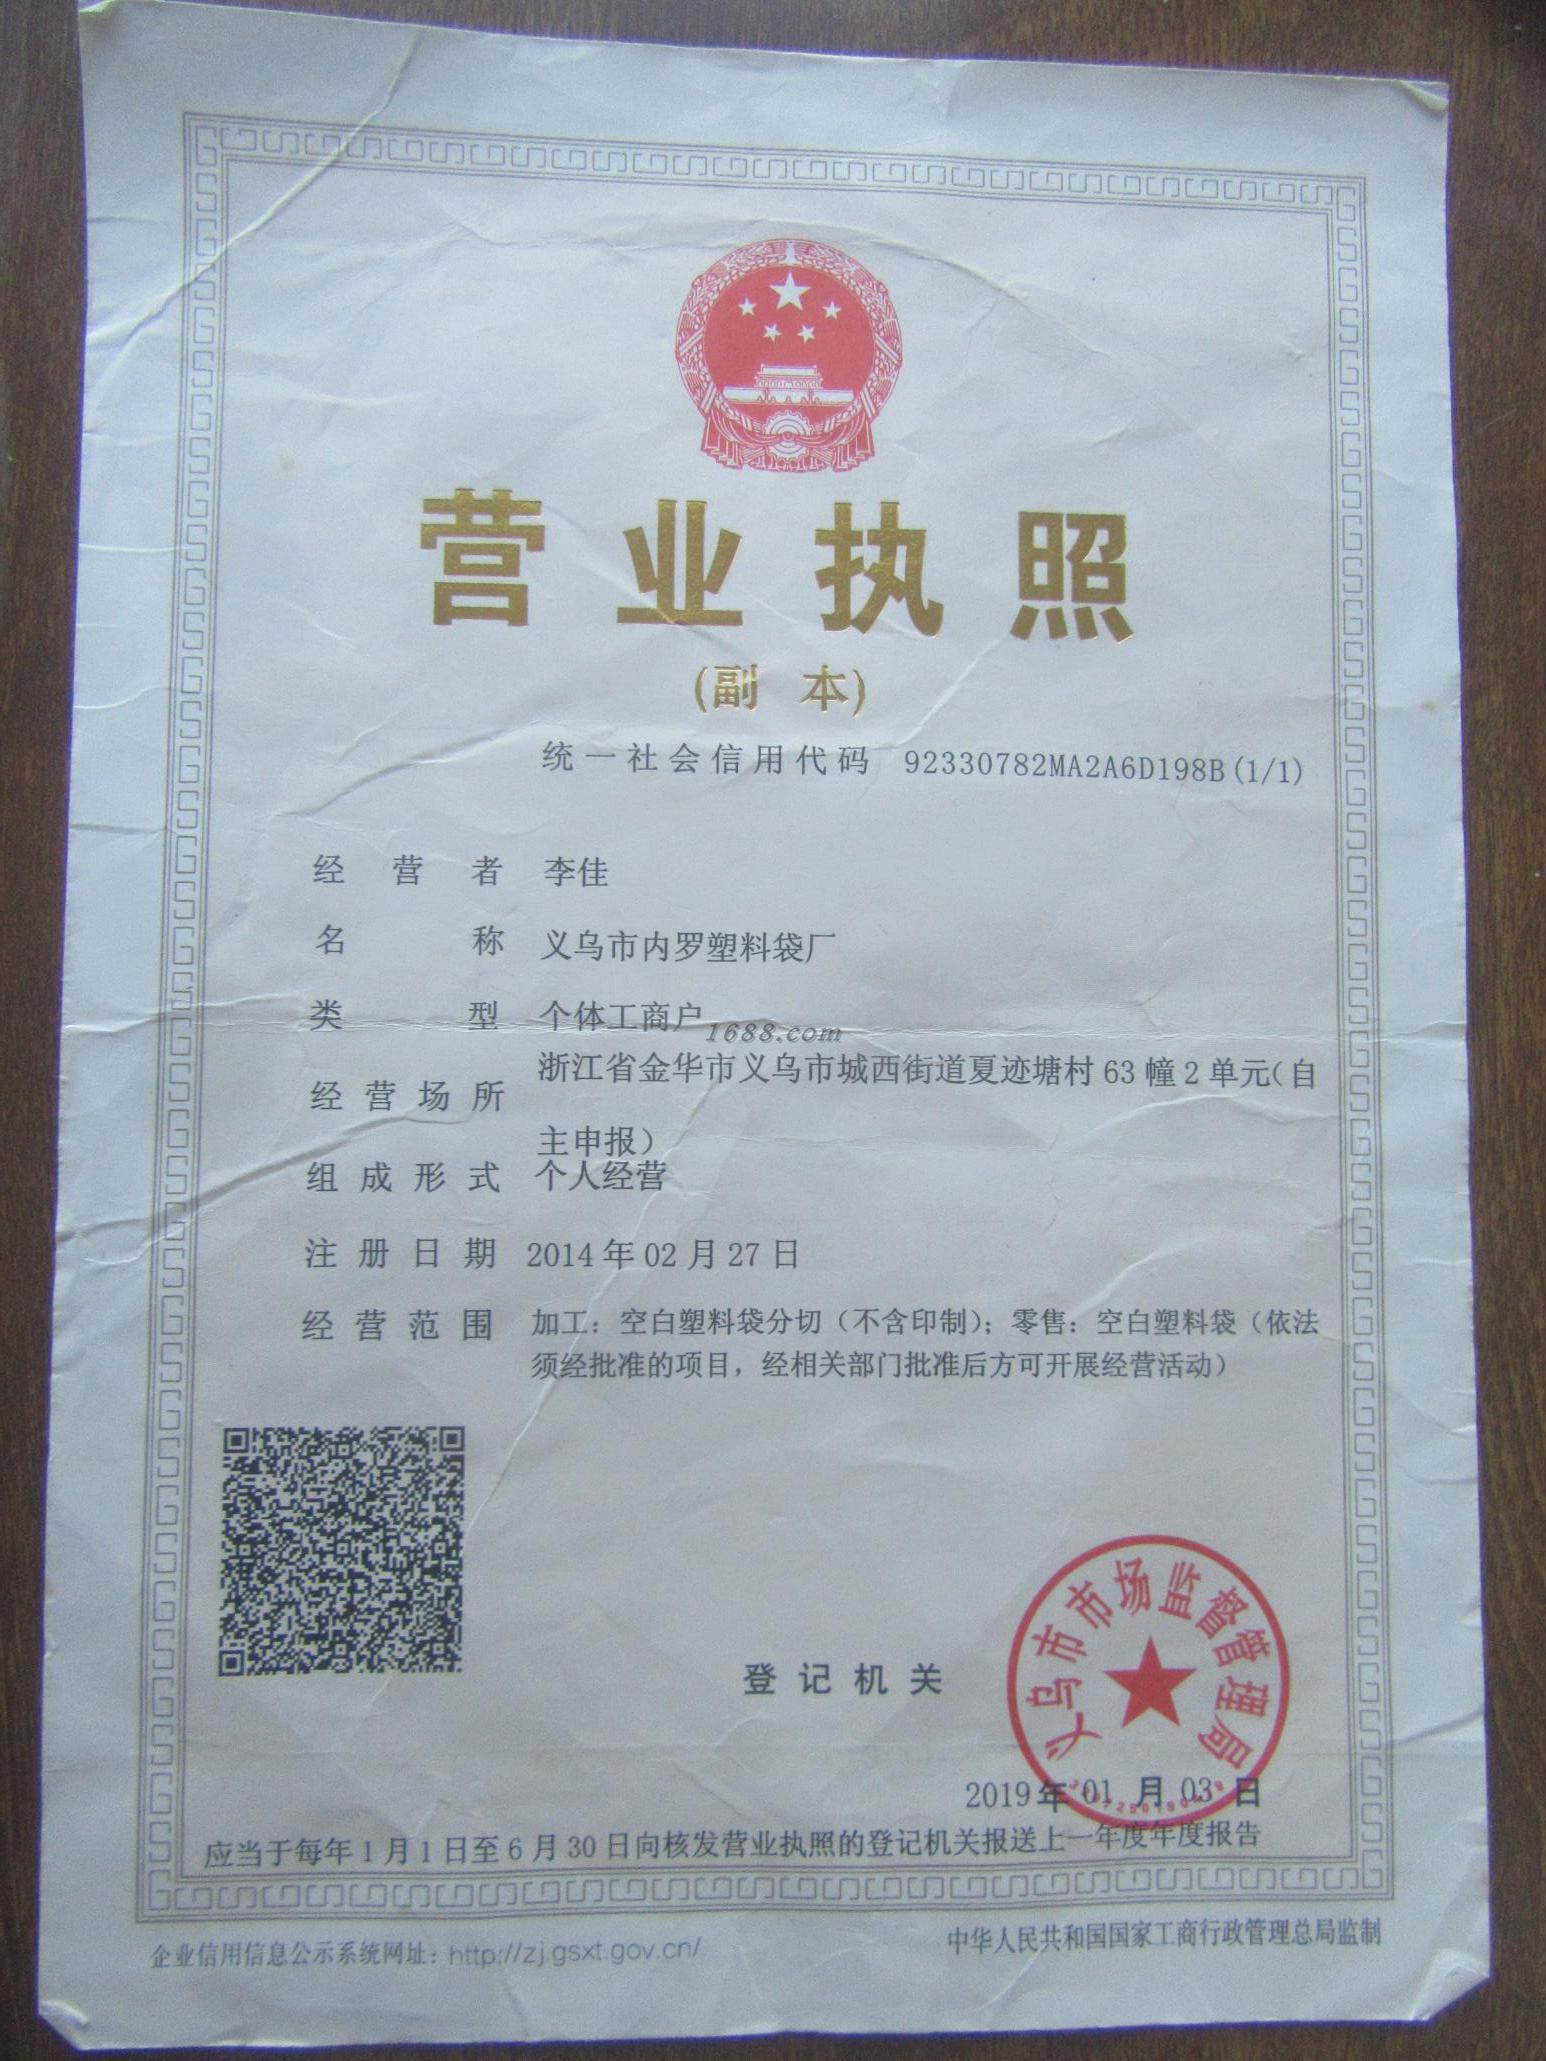 营业执照
(副 本)
统一社会信用代码 92330782MA2A6D198B(1/1)
经营者 李佳
名称 义乌市内罗塑料袋厂
类型 个体工商户
1688.com
经营场所 浙江省金华市义乌市城西街道夏迹塘村63幢2单元(自
主申报)
组成形式 个人经营
注册日期 2014年02月27日
经营范围 加工：空白塑料袋分切（不含印制）；零售：空白塑料袋（依法
须经批准的项目，经相关部门批准后方可开展经营活动）
义乌市市场监督管理局
登记机关
2019年01月03日
应当于每年1月1日至6月30日向核发营业执照的登记机关报送上一年度年度报告
企业信用信息公示系统网址：http://zj.gsxt.gov.cn/
中华人民共和国国家工商行政管理总局监制